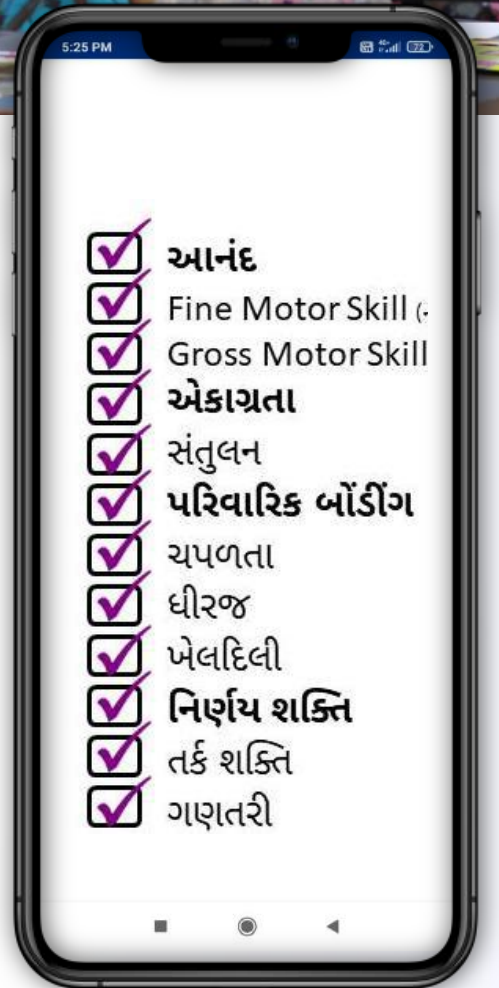 5:25 PM
72
આનંદ
Fine Motor Skill
Gross Motor Skill
એકાગ્રતા
સંતુલન
પરિવારિક બોંડીંગ
ચપળતા
ધીરજ
ખેલદિલી
નિર્ણય શક્તિ
તર્ક શક્તિ
ગણતરી